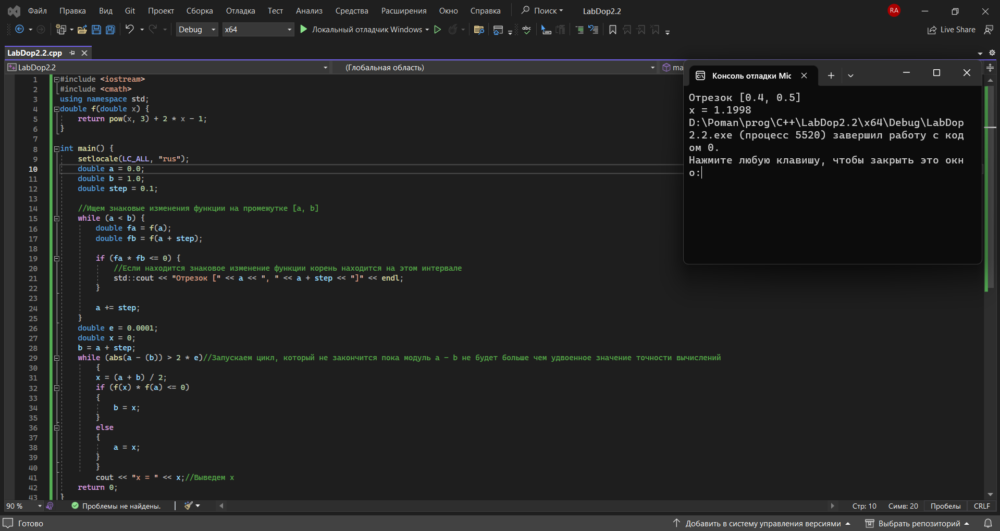 Файл Правка Вид Git Проект Сборка Отладка Тест Анализ Средства Расширения Окно Справка Поиск LabDop2.2 RA
Debug x64 Локальный отладчик Windows abc Live Share
LabDop2.2.cpp
LabDop2.2 (Глобальная область) ma
1 #include <iostream>
2 #include <cmath>
3 using namespace std;
4 double f(double x) {
5 return pow(x, 3) + 2 * x - 1;
6 }
7
8 int main() {
9 setlocale(LC_ALL, "rus");
10 double a = 0.0;
11 double b = 1.0;
12 double step = 0.1;
13
14 //Ищем знаковые изменения функции на промежутке [a, b]
15 while (a < b) {
16 double fa = f(a);
17 double fb = f(a + step);
18
19 if (fa * fb <= 0) {
20 //Если находится знаковое изменение функции корень находится на этом интервале
21 std::cout << "Отрезок [" << a << ", " << a + step << "]" << endl;
22 }
23
24 a += step;
25 }
26 double e = 0.0001;
27 double x = 0;
28 b = a + step;
29 while (abs(a - (b)) > 2 * e)//Запускаем цикл, который не закончится пока модуль a - b не будет больше чем удвоенное значение точности вычислений
30 {
31 x = (a + b) / 2;
32 if (f(x) * f(a) <= 0)
33 {
34 b = x;
35 }
36 else
37 {
38 a = x;
39 }
40 }
41 cout << "x = " << x;//Выведем x
42 return 0;
43 }
Консоль отладки Mic
Отрезок [0.4, 0.5]
x = 1.1998
D:\Poman\prog\C++\LabDop2.2\x64\Debug\LabDop
2.2.exe (процесс 5520) завершил работу с код
ом 0.
Нажмите любую клавишу, чтобы закрыть это окн
о:
90 % Проблемы не найдены. Стр: 10 Симв: 20 Пробелы CRLF
Готово Добавить в систему управления версиями Выбрать репозиторий